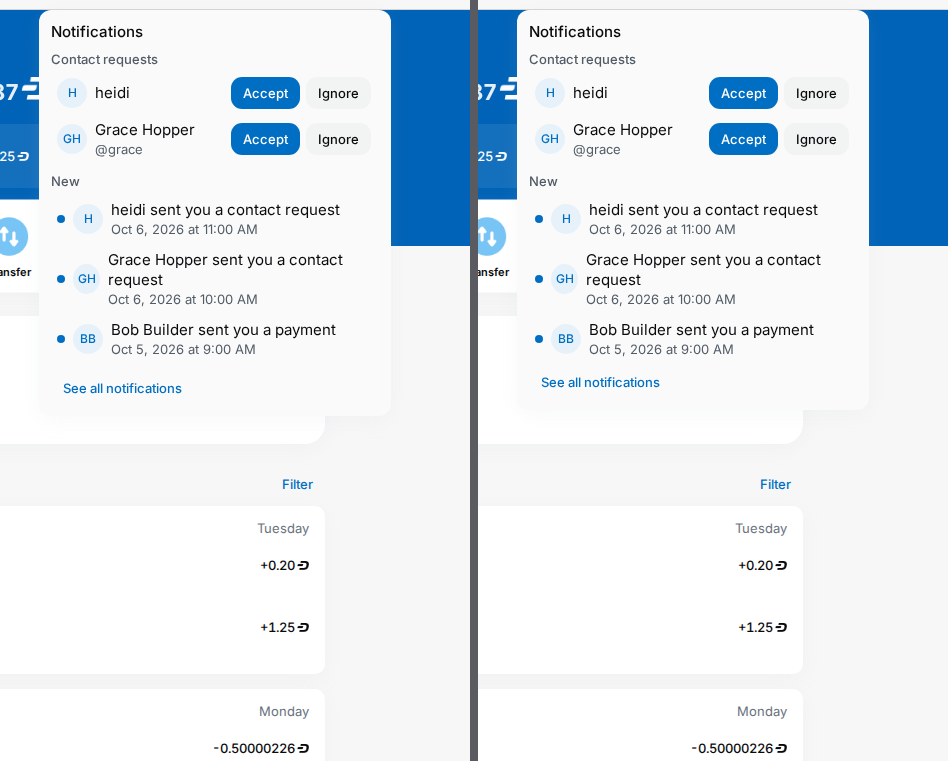 Notifications
Contact requests
H heidi Accept Ignore
GH Grace Hopper Accept Ignore
@grace
New
H heidi sent you a contact request
Oct 6, 2026 at 11:00 AM
GH Grace Hopper sent you a contact
request
Oct 6, 2026 at 10:00 AM
BB Bob Builder sent you a payment
Oct 5, 2026 at 9:00 AM
See all notifications
37
25
ansfer
Filter
Tuesday
+0.20
+1.25
Monday
-0.50000226
Notifications
Contact requests
H heidi Accept Ignore
GH Grace Hopper Accept Ignore
@grace
New
H heidi sent you a contact request
Oct 6, 2026 at 11:00 AM
GH Grace Hopper sent you a contact
request
Oct 6, 2026 at 10:00 AM
BB Bob Builder sent you a payment
Oct 5, 2026 at 9:00 AM
See all notifications
37
25
ansfer
Filter
Tuesday
+0.20
+1.25
Monday
-0.50000226